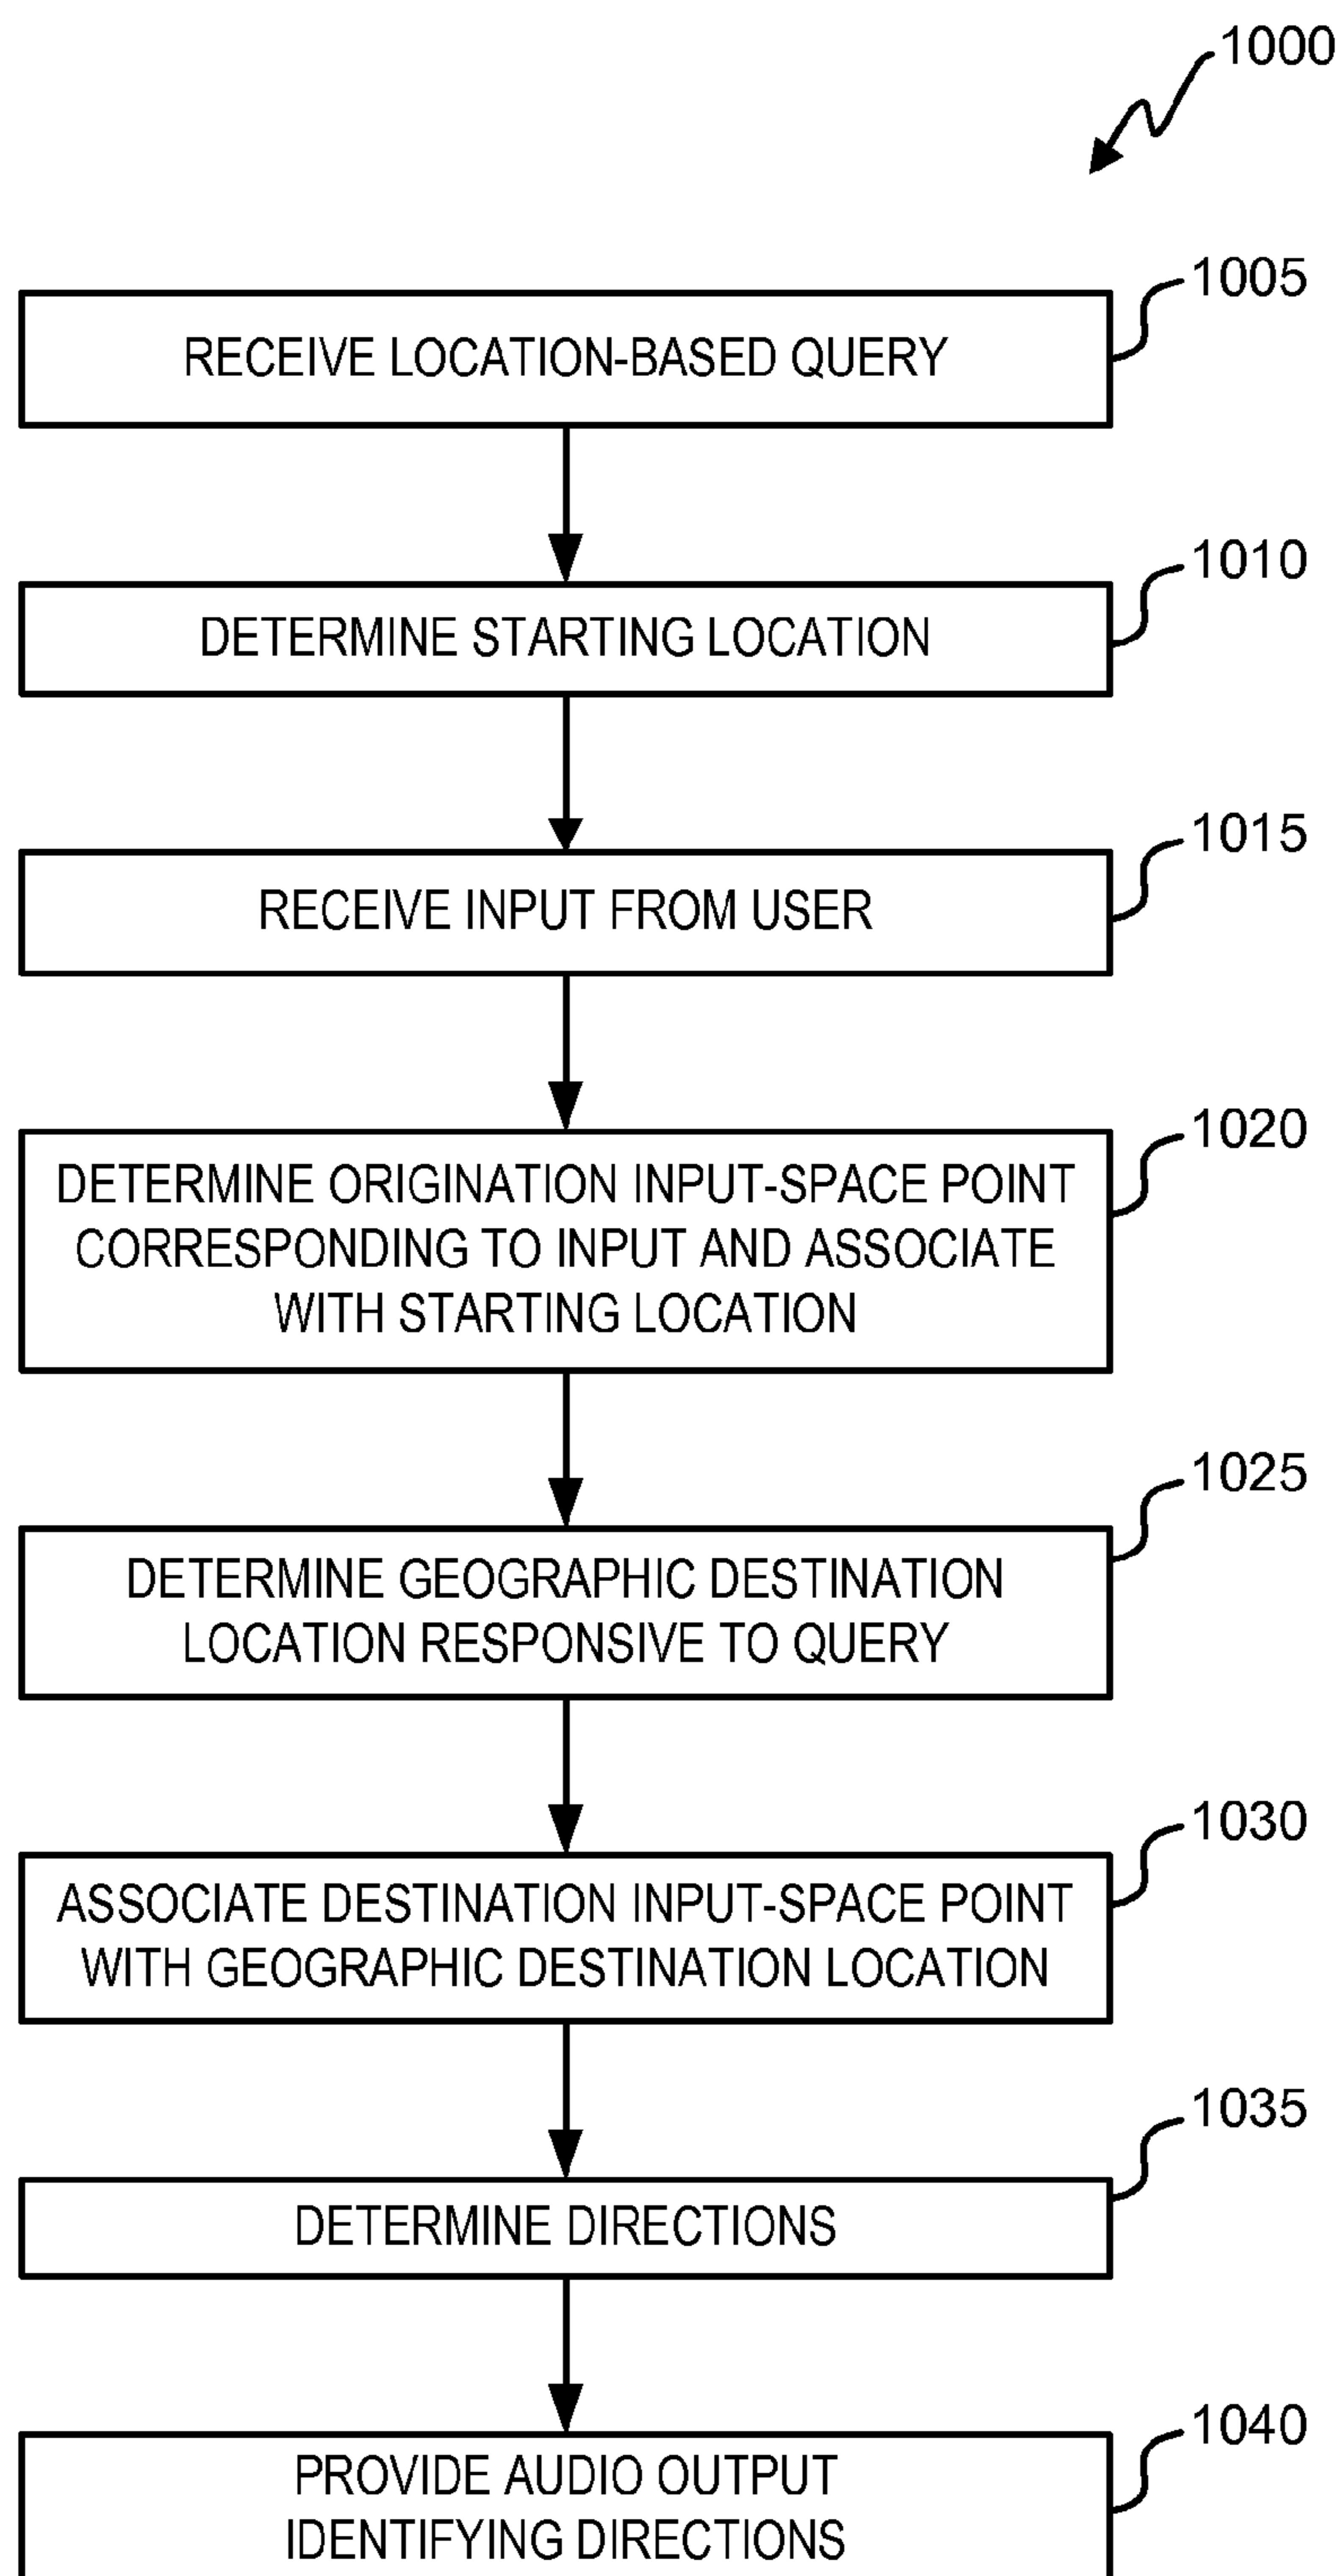 1000
1005
RECEIVE LOCATION-BASED QUERY
1010
DETERMINE STARTING LOCATION
1015
RECEIVE INPUT FROM USER
1020
DETERMINE ORIGINATION INPUT-SPACE POINT
CORRESPONDING TO INPUT AND ASSOCIATE
WITH STARTING LOCATION
1025
DETERMINE GEOGRAPHIC DESTINATION
LOCATION RESPONSIVE TO QUERY
1030
ASSOCIATE DESTINATION INPUT-SPACE POINT
WITH GEOGRAPHIC DESTINATION LOCATION
1035
DETERMINE DIRECTIONS
1040
PROVIDE AUDIO OUTPUT
IDENTIFYING DIRECTIONS